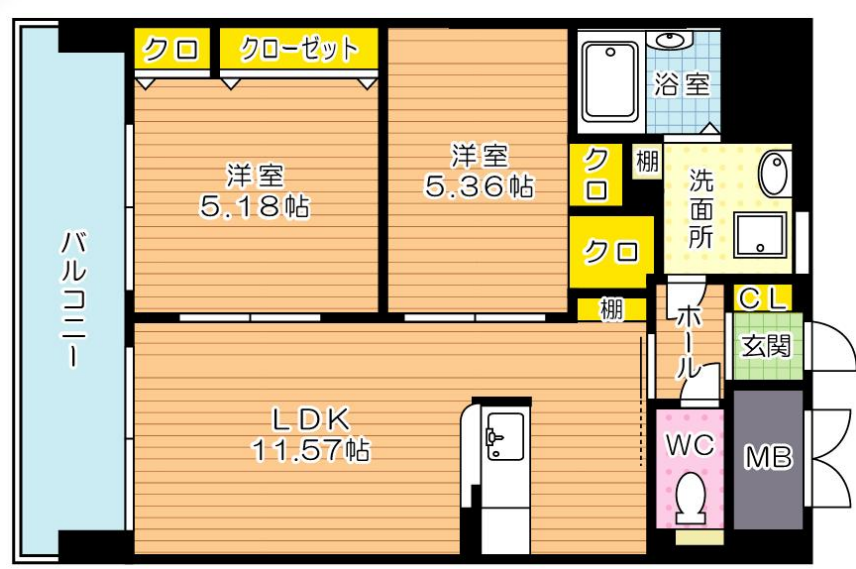 クロ
クローゼット
浴室
洋室
5.18帖
洋室
5.36帖
クロ
棚
洗面所
クロ
バルコニー
棚
ホール
CL
玄関
LDK
11.57帖
WC
MB